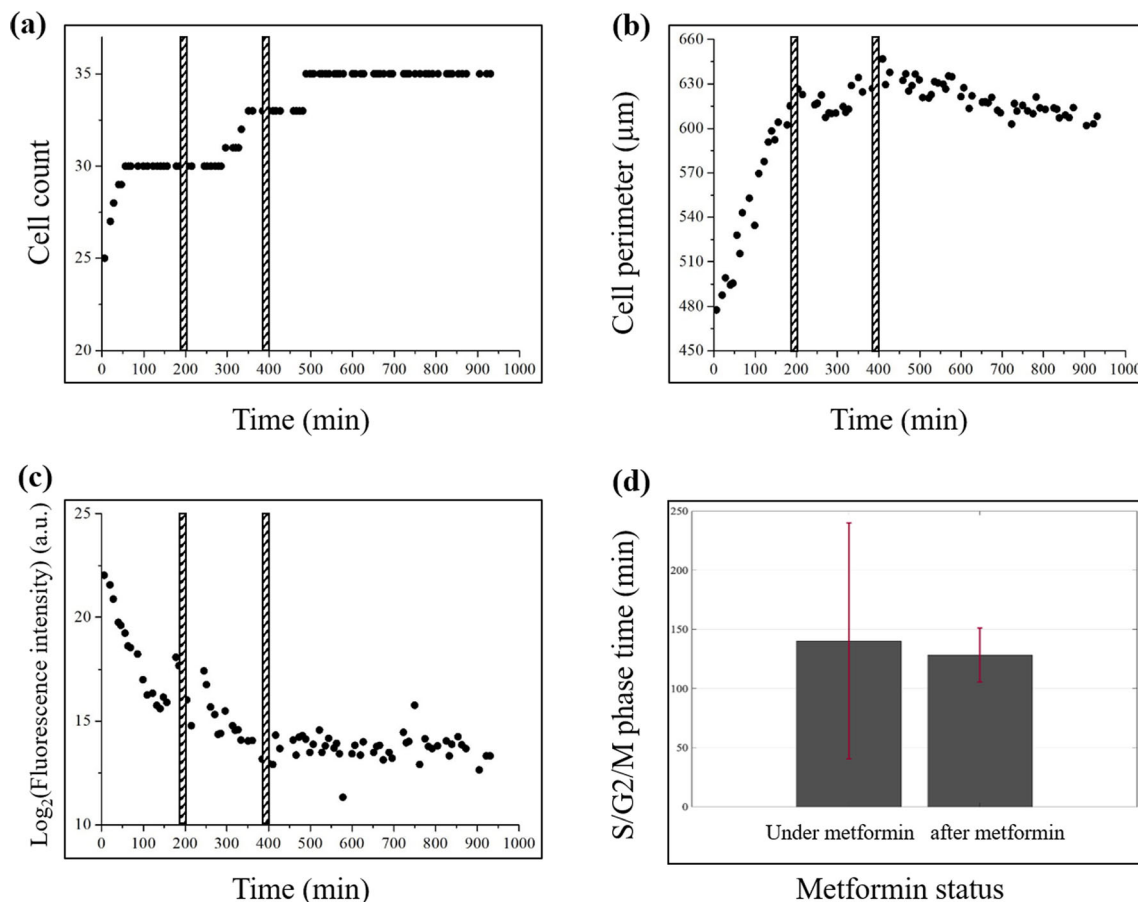 (a)
Cell count
35
30
25
20
0 100 200 300 400 500 600 700 800 900 1000
Time (min)
(b)
Cell perimeter (μm)
660
630
600
570
540
510
480
450
0 100 200 300 400 500 600 700 800 900 1000
Time (min)
(c)
Log₂(Fluorescence intensity) (a.u.)
25
20
15
10
0 100 200 300 400 500 600 700 800 900 1000
Time (min)
(d)
S/G2/M phase time (min)
250
200
150
100
50
0
Under metformin after metformin
Metformin status